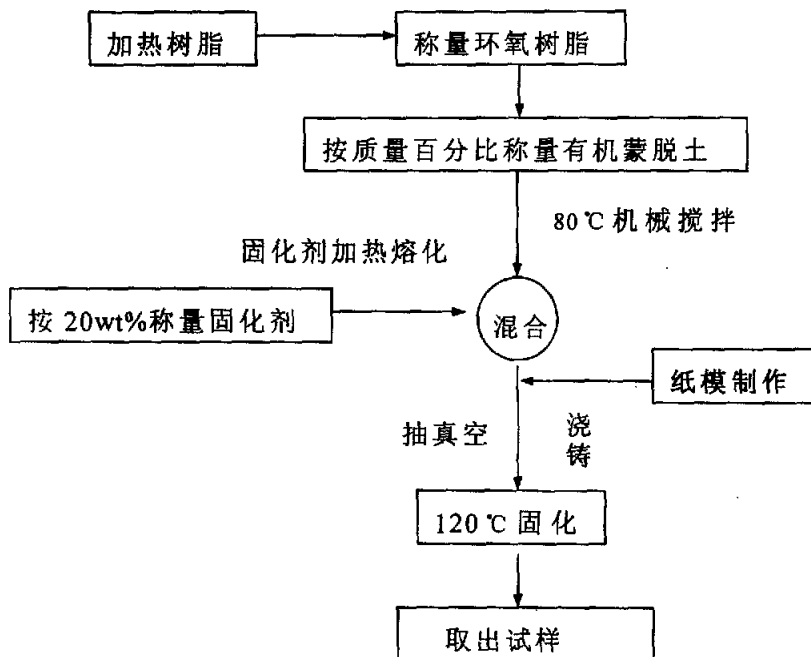 加热树脂
称量环氧树脂
按质量百分比称量有机蒙脱土
80℃机械搅拌
固化剂加热熔化
按20wt%称量固化剂
混合
纸模制作
抽真空
浇
铸
120℃固化
取出试样